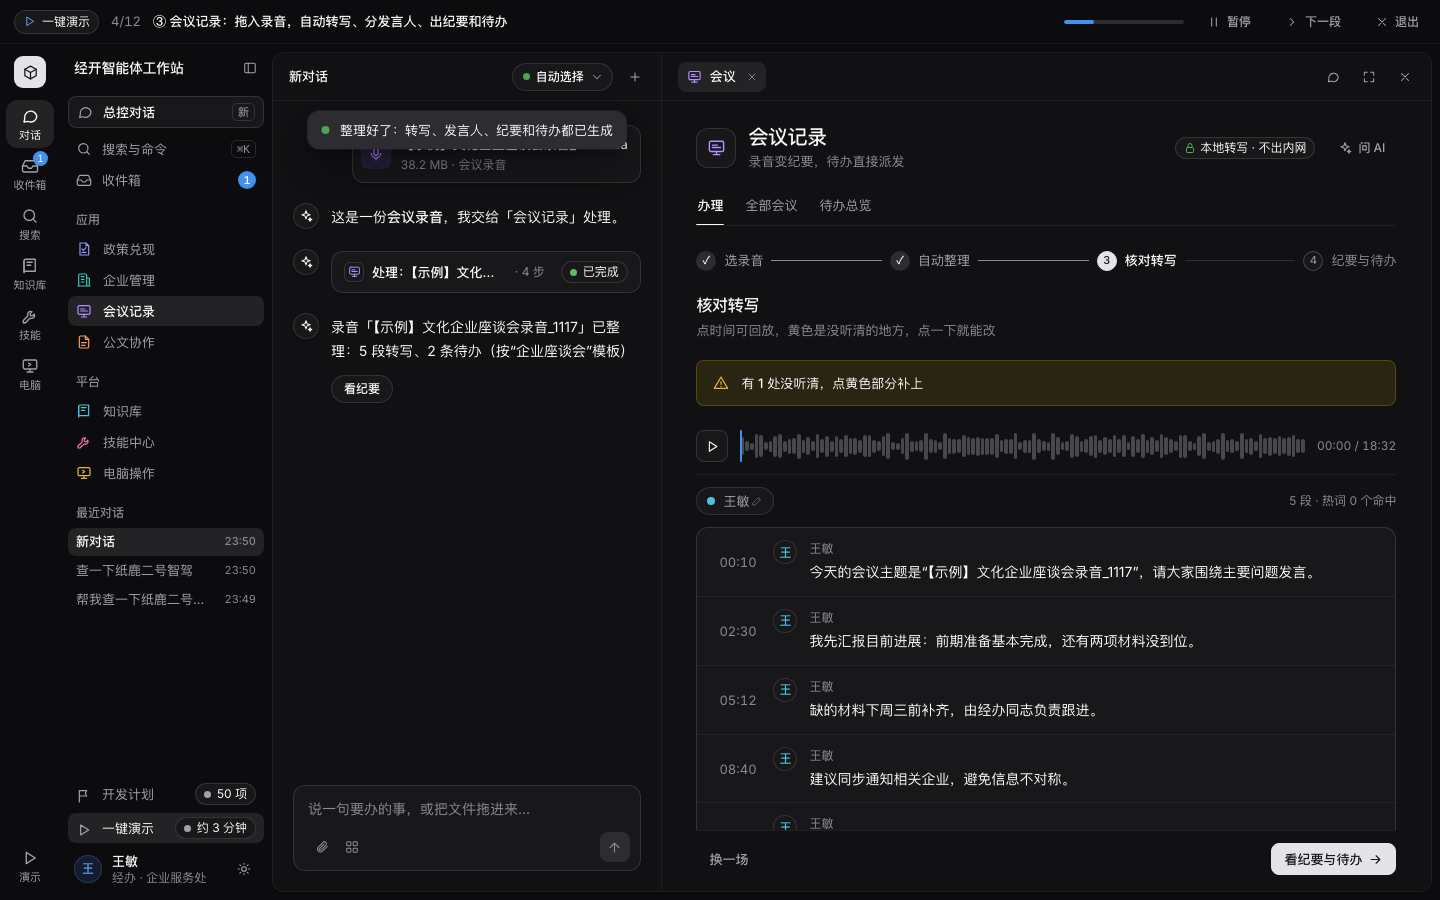 一键演示
4/12
③ 会议记录：拖入录音，自动转写、分发言人、出纪要和待办
暂停
下一段
退出
对话
1
收件箱
搜索
知识库
技能
电脑
演示
经开智能体工作站
总控对话
新
搜索与命令
⌘K
收件箱
1
应用
政策兑现
企业管理
会议记录
公文协作
平台
知识库
技能中心
电脑操作
最近对话
新对话 23:50
查一下纸鹿二号智驾 23:50
帮我查一下纸鹿二号... 23:49
开发计划
50 项
一键演示
约 3 分钟
王
王敏
经办 · 企业服务处
新对话
自动选择
整理好了：转写、发言人、纪要和待办都已生成
38.2 MB · 会议录音
这是一份会议录音，我交给「会议记录」处理。
处理：【示例】文化... · 4 步
已完成
录音「【示例】文化企业座谈会录音_1117」已整
理：5 段转写、2 条待办（按“企业座谈会”模板）
看纪要
说一句要办的事，或把文件拖进来...
会议
会议记录
录音变纪要，待办直接派发
本地转写 · 不出内网
问 AI
办理
全部会议
待办总览
选录音
自动整理
3 核对转写
4 纪要与待办
核对转写
点时间可回放，黄色是没听清的地方，点一下就能改
有 1 处没听清，点黄色部分补上
00:00 / 18:32
王敏
5 段 · 热词 0 个命中
00:10
王
王敏
今天的会议主题是“【示例】文化企业座谈会录音_1117”，请大家围绕主要问题发言。
02:30
王
王敏
我先汇报目前进展：前期准备基本完成，还有两项材料没到位。
05:12
王
王敏
缺的材料下周三前补齐，由经办同志负责跟进。
08:40
王
王敏
建议同步通知相关企业，避免信息不对称。
王
王敏
换一场
看纪要与待办